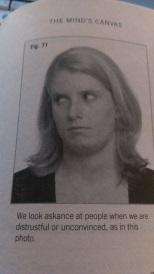 THE MIND'S CANVAS
Fig. 71
We look askance at people when we are
distrustful or unconvinced, as in this
photo.